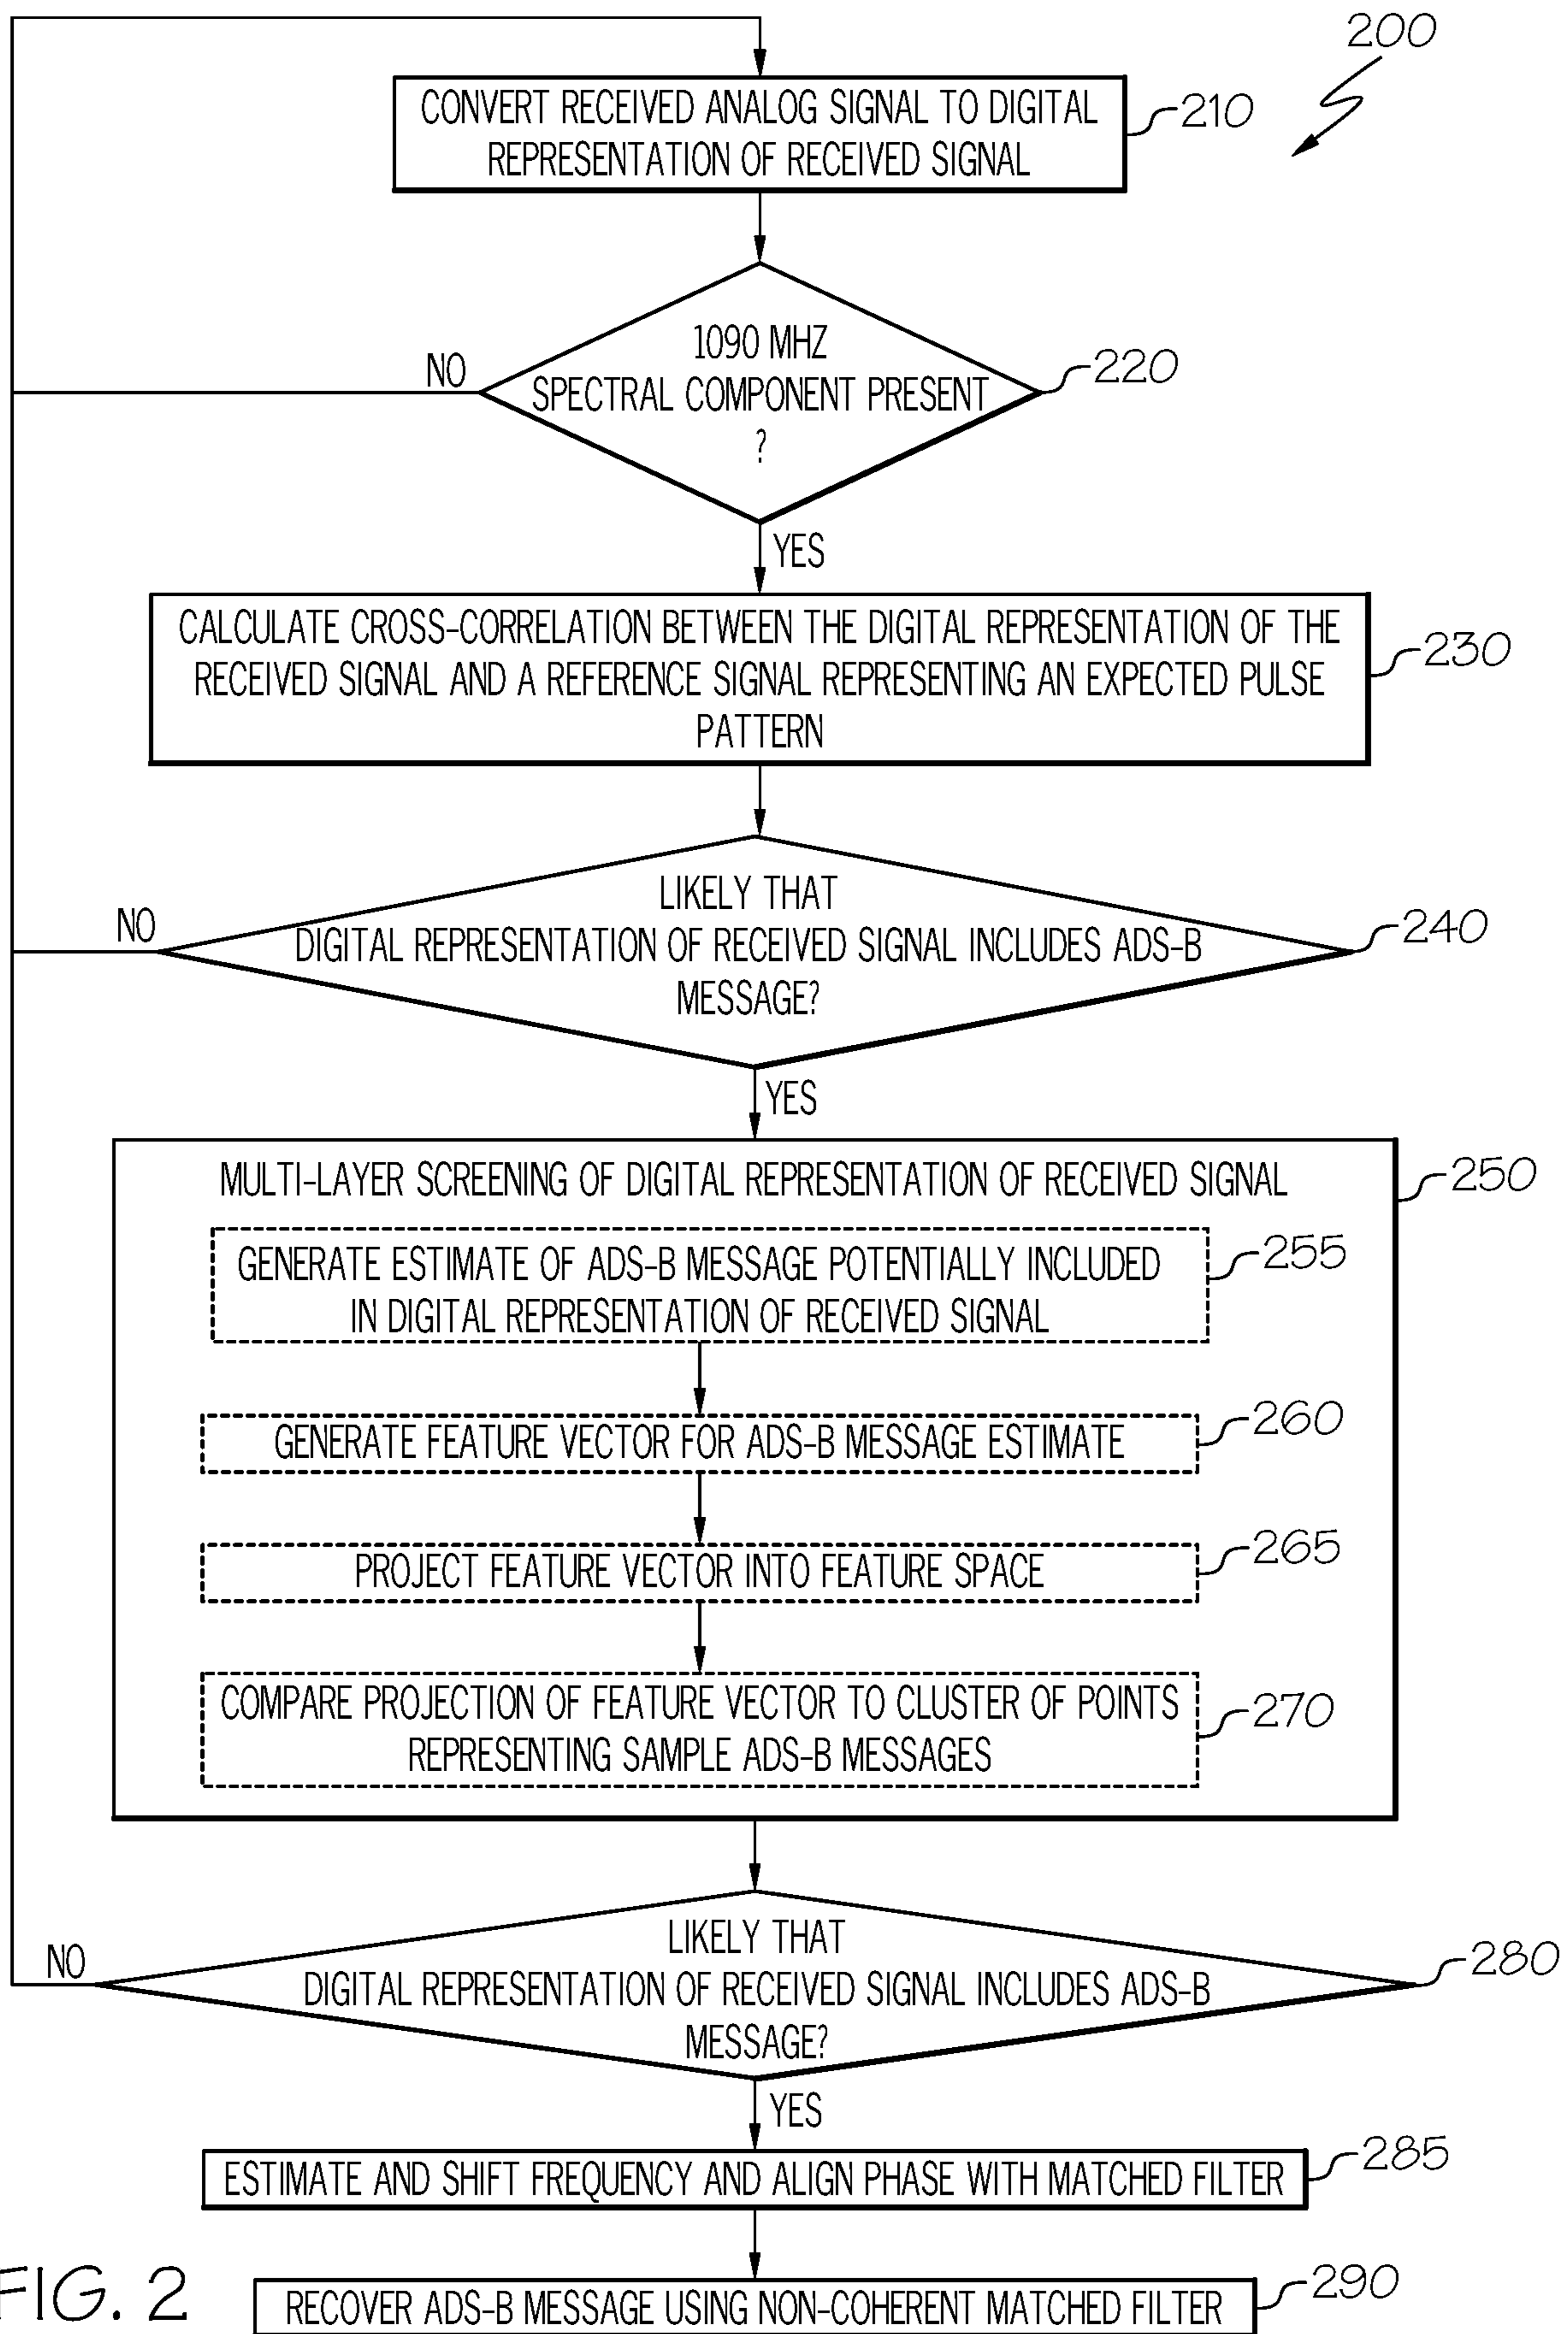 200
CONVERT RECEIVED ANALOG SIGNAL TO DIGITAL
REPRESENTATION OF RECEIVED SIGNAL
210
1090 MHZ
SPECTRAL COMPONENT PRESENT
?
220
NO
YES
CALCULATE CROSS-CORRELATION BETWEEN THE DIGITAL REPRESENTATION OF THE
RECEIVED SIGNAL AND A REFERENCE SIGNAL REPRESENTING AN EXPECTED PULSE
PATTERN
230
LIKELY THAT
DIGITAL REPRESENTATION OF RECEIVED SIGNAL INCLUDES ADS-B
MESSAGE?
240
NO
YES
MULTI-LAYER SCREENING OF DIGITAL REPRESENTATION OF RECEIVED SIGNAL
250
GENERATE ESTIMATE OF ADS-B MESSAGE POTENTIALLY INCLUDED
IN DIGITAL REPRESENTATION OF RECEIVED SIGNAL
255
GENERATE FEATURE VECTOR FOR ADS-B MESSAGE ESTIMATE
260
PROJECT FEATURE VECTOR INTO FEATURE SPACE
265
COMPARE PROJECTION OF FEATURE VECTOR TO CLUSTER OF POINTS
REPRESENTING SAMPLE ADS-B MESSAGES
270
LIKELY THAT
DIGITAL REPRESENTATION OF RECEIVED SIGNAL INCLUDES ADS-B
MESSAGE?
280
NO
YES
ESTIMATE AND SHIFT FREQUENCY AND ALIGN PHASE WITH MATCHED FILTER
285
RECOVER ADS-B MESSAGE USING NON-COHERENT MATCHED FILTER
290
FIG. 2